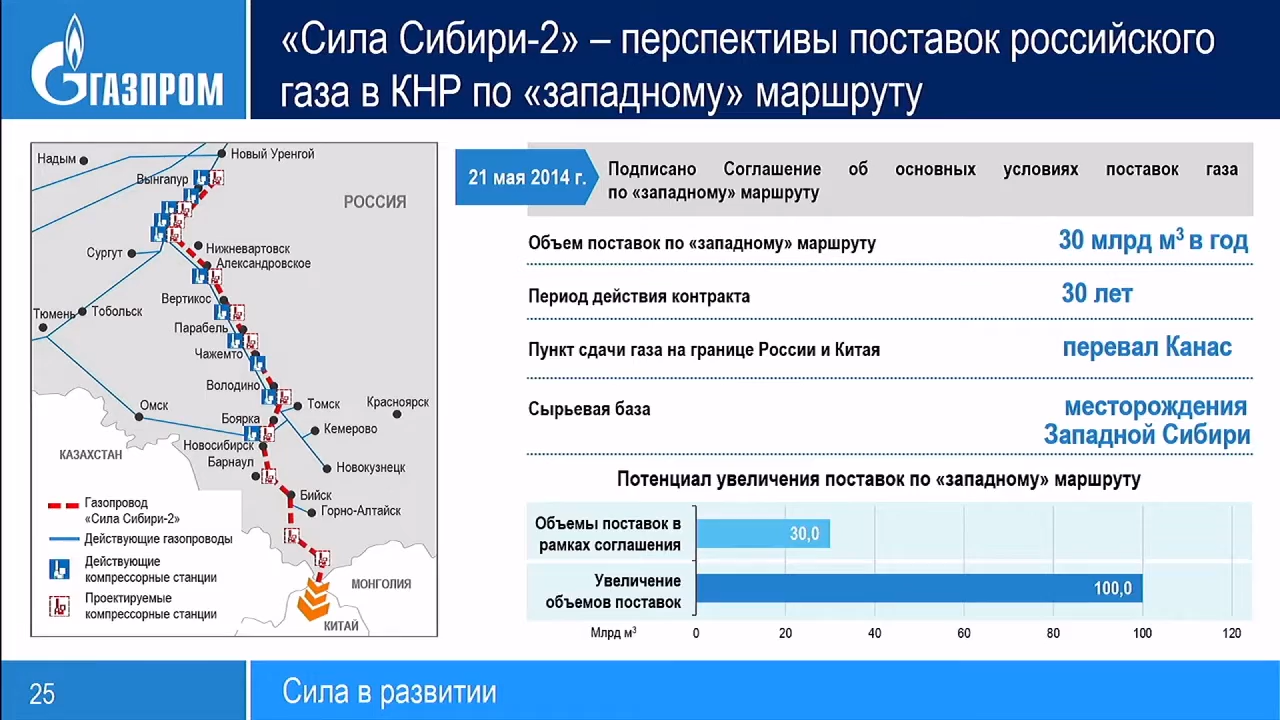 ГАЗПРОМ
«Сила Сибири-2» – перспективы поставок российского
газа в КНР по «западному» маршруту
Надым
Новый Уренгой
Вынгапур
РОССИЯ
Сургут
Нижневартовск
Александровское
Вертикос
Тюмень
Тобольск
Парабель
Чажемто
Володино
Омск
Томск
Красноярск
Боярка
Кемерово
Новосибирск
КАЗАХСТАН
Барнаул
Новокузнецк
Бийск
Горно-Алтайск
Газопровод
«Сила Сибири-2»
Действующие газопроводы
Действующие
компрессорные станции
Проектируемые
компрессорные станции
МОНГОЛИЯ
КИТАЙ
21 мая 2014 г.
Подписано Соглашение об основных условиях поставок газа
по «западному» маршруту
Объем поставок по «западному» маршруту 30 млрд м³ в год
Период действия контракта 30 лет
Пункт сдачи газа на границе России и Китая перевал Канас
Сырьевая база месторождения
Западной Сибири
Потенциал увеличения поставок по «западному» маршруту
Объемы поставок в
рамках соглашения
30,0
Увеличение
объемов поставок
100,0
Млрд м³ 0 20 40 60 80 100 120
25
Сила в развитии